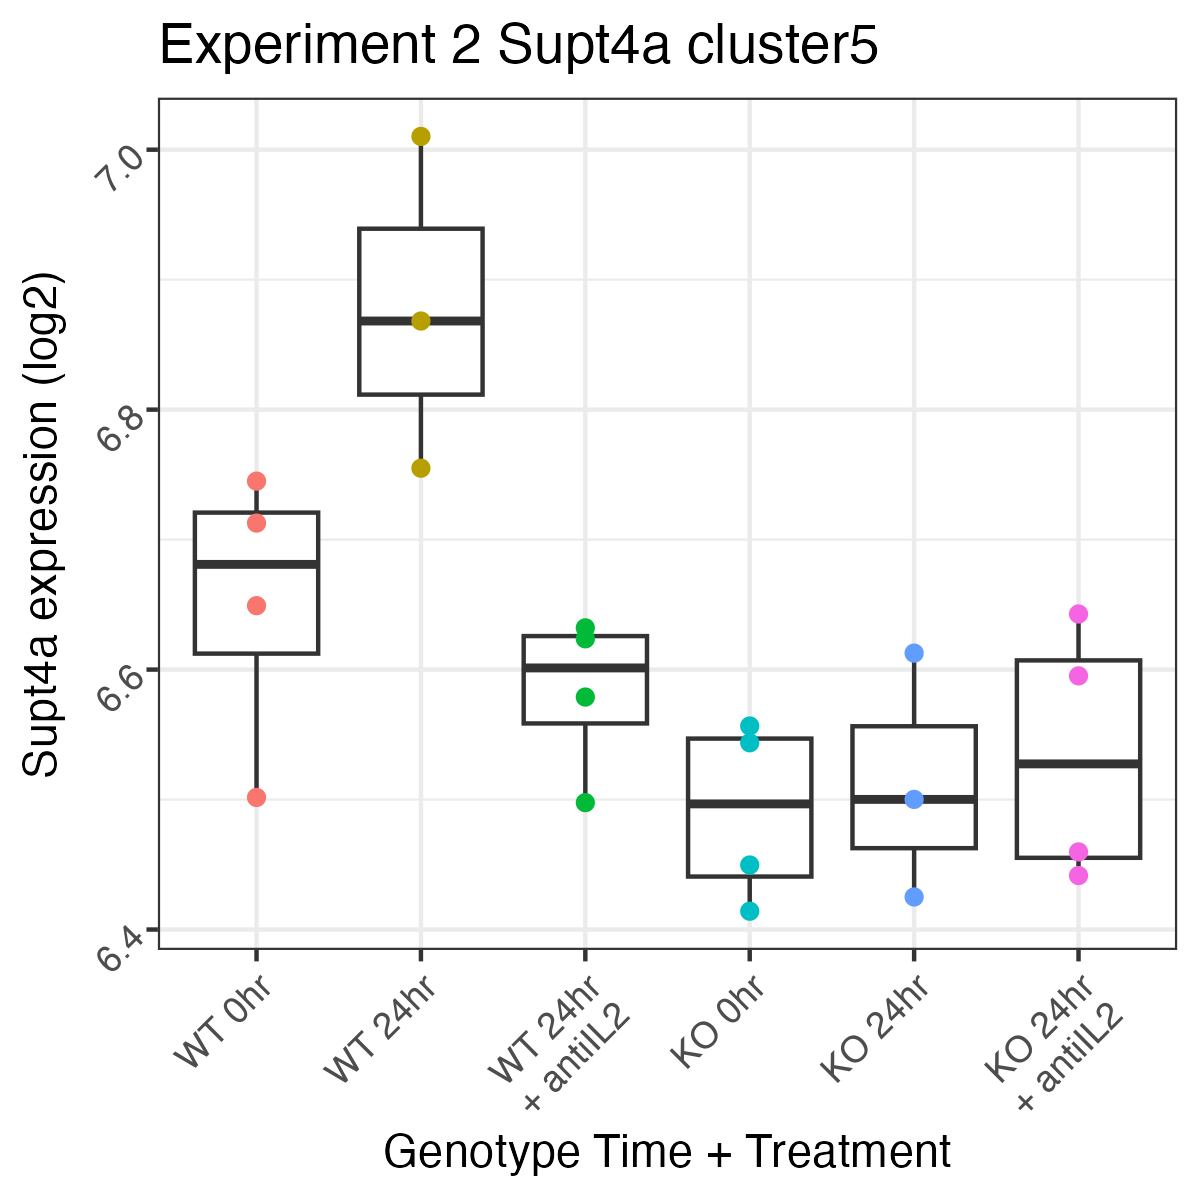 Experiment 2 Supt4a cluster5
Supt4a expression (log2)
7.0
6.8
6.6
6.4
WT 0hr
WT 24hr
WT 24hr
+ antiIL2
KO 0hr
KO 24hr
KO 24hr
+ antiIL2
Genotype Time + Treatment